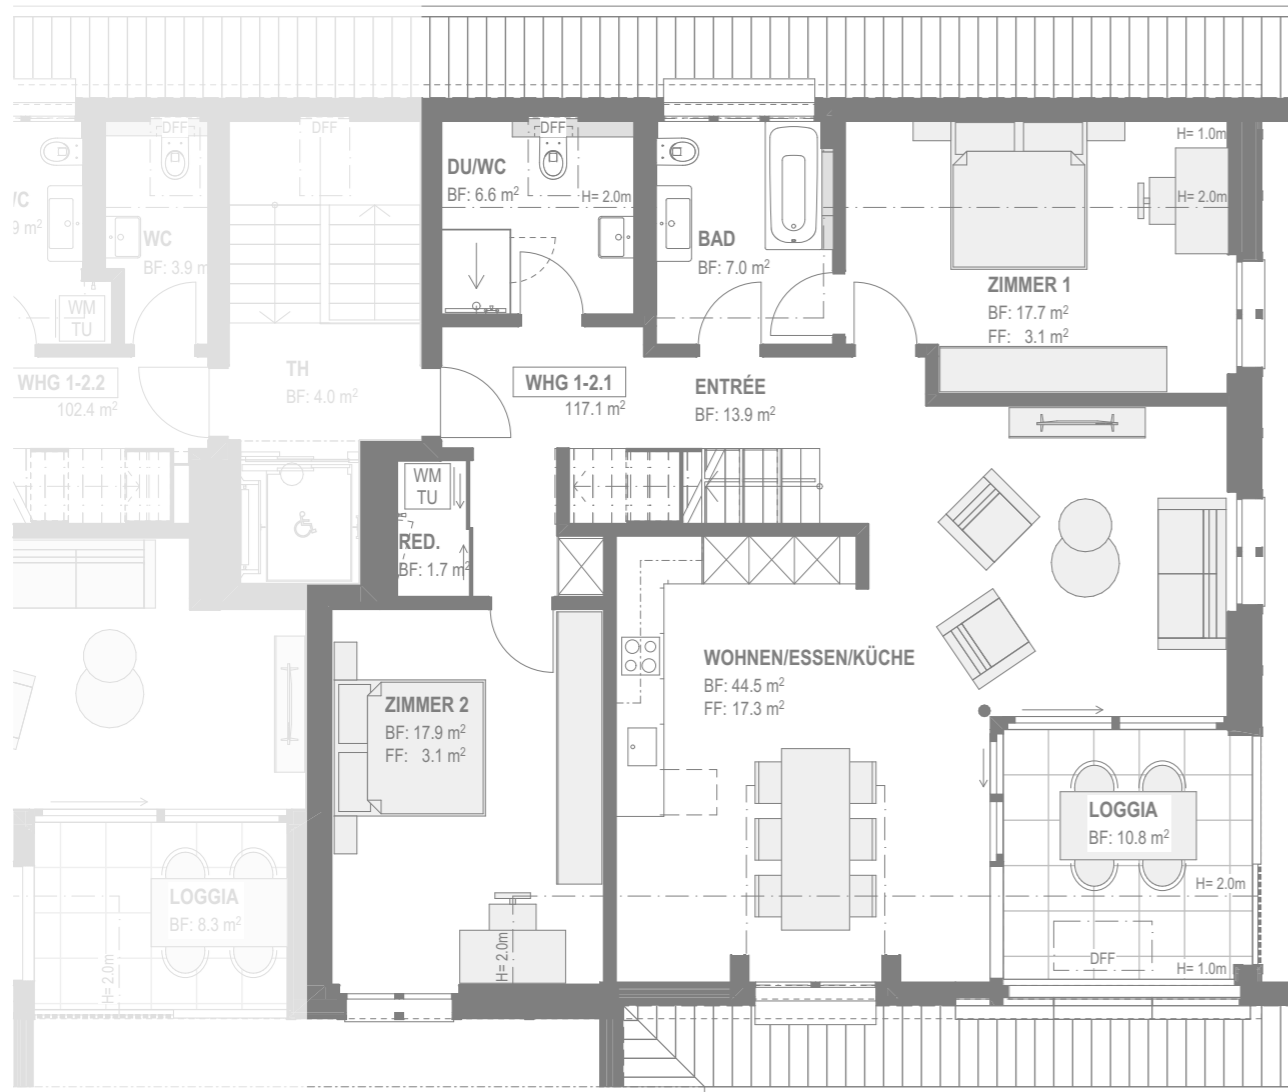 DFF
DFF
DFF
H= 1.0m
DU/WC
BF: 6.6 m²
H= 2.0m
H= 2.0m
9 m²
WC
BF: 3.9 m
BAD
BF: 7.0 m²
ZIMMER 1
BF: 17.7 m²
FF: 3.1 m²
WM
TU
TH
BF: 4.0 m²
WHG 1-2.2
102.4 m²
WHG 1-2.1
117.1 m²
ENTRÉE
BF: 13.9 m²
WM
TU
RED.
BF: 1.7 m²
WOHNEN/ESSEN/KÜCHE
BF: 44.5 m²
FF: 17.3 m²
ZIMMER 2
BF: 17.9 m²
FF: 3.1 m²
LOGGIA
BF: 10.8 m²
H= 2.0m
LOGGIA
BF: 8.3 m²
H= 2.0m
H= 2.0m
DFF
H= 1.0m